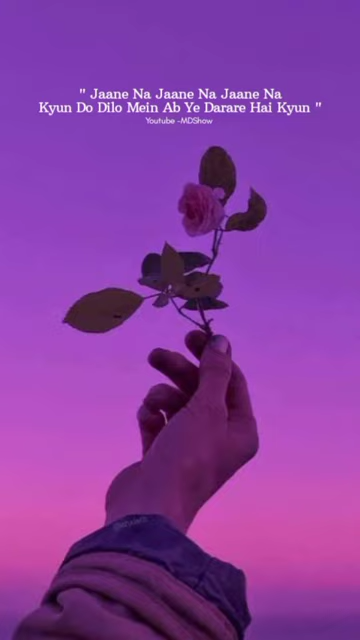 " Jaane Na Jaane Na Jaane Na
Kyun Do Dilo Mein Ab Ye Darare Hai Kyun "
Youtube -MDShow